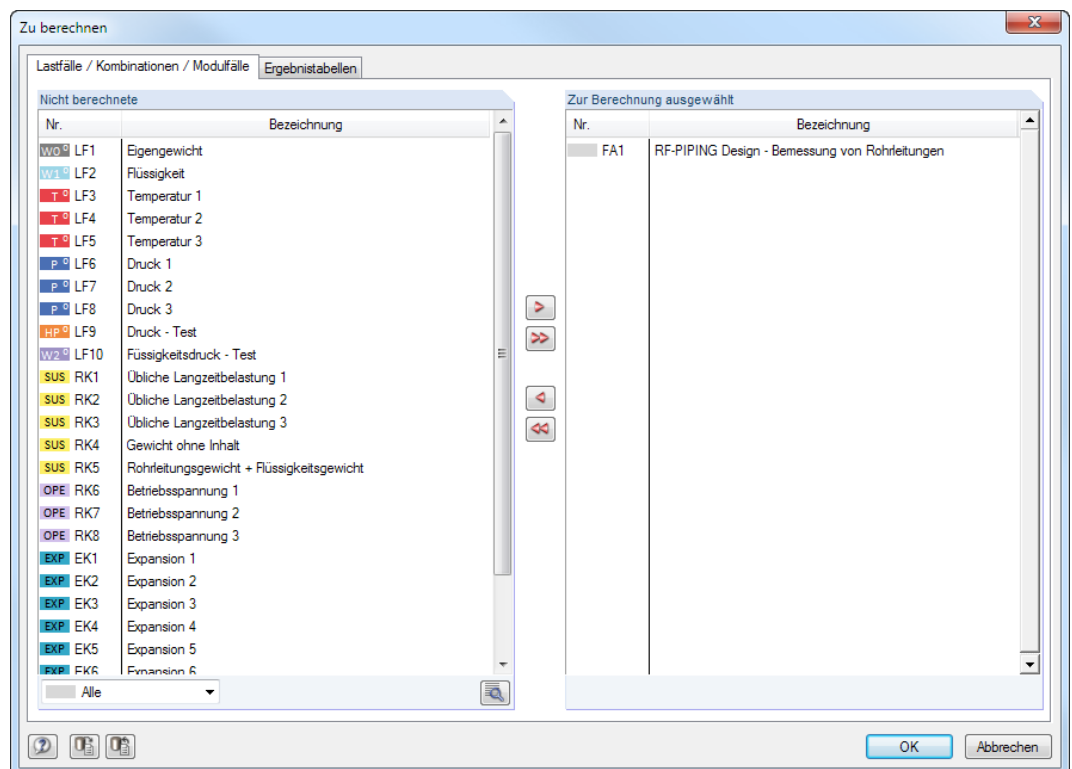 Zu berechnen
Lastfälle / Kombinationen / Modulfälle Ergebnistabellen
Nicht berechnete
Nr. Bezeichnung
W0 LF1 Eigengewicht
W1 LF2 Flüssigkeit
T LF3 Temperatur 1
T LF4 Temperatur 2
T LF5 Temperatur 3
P LF6 Druck 1
P LF7 Druck 2
P LF8 Druck 3
HP LF9 Druck - Test
W2 LF10 Füssigkeitsdruck - Test
SUS RK1 Übliche Langzeitbelastung 1
SUS RK2 Übliche Langzeitbelastung 2
SUS RK3 Übliche Langzeitbelastung 3
SUS RK4 Gewicht ohne Inhalt
SUS RK5 Rohrleitungsgewicht + Flüssigkeitsgewicht
OPE RK6 Betriebsspannung 1
OPE RK7 Betriebsspannung 2
OPE RK8 Betriebsspannung 3
EXP EK1 Expansion 1
EXP EK2 Expansion 2
EXP EK3 Expansion 3
EXP EK4 Expansion 4
EXP EK5 Expansion 5
EXP EK6 Expansion 6
Alle
Zur Berechnung ausgewählt
Nr. Bezeichnung
FA1 RF-PIPING Design - Bemessung von Rohrleitungen
OK Abbrechen